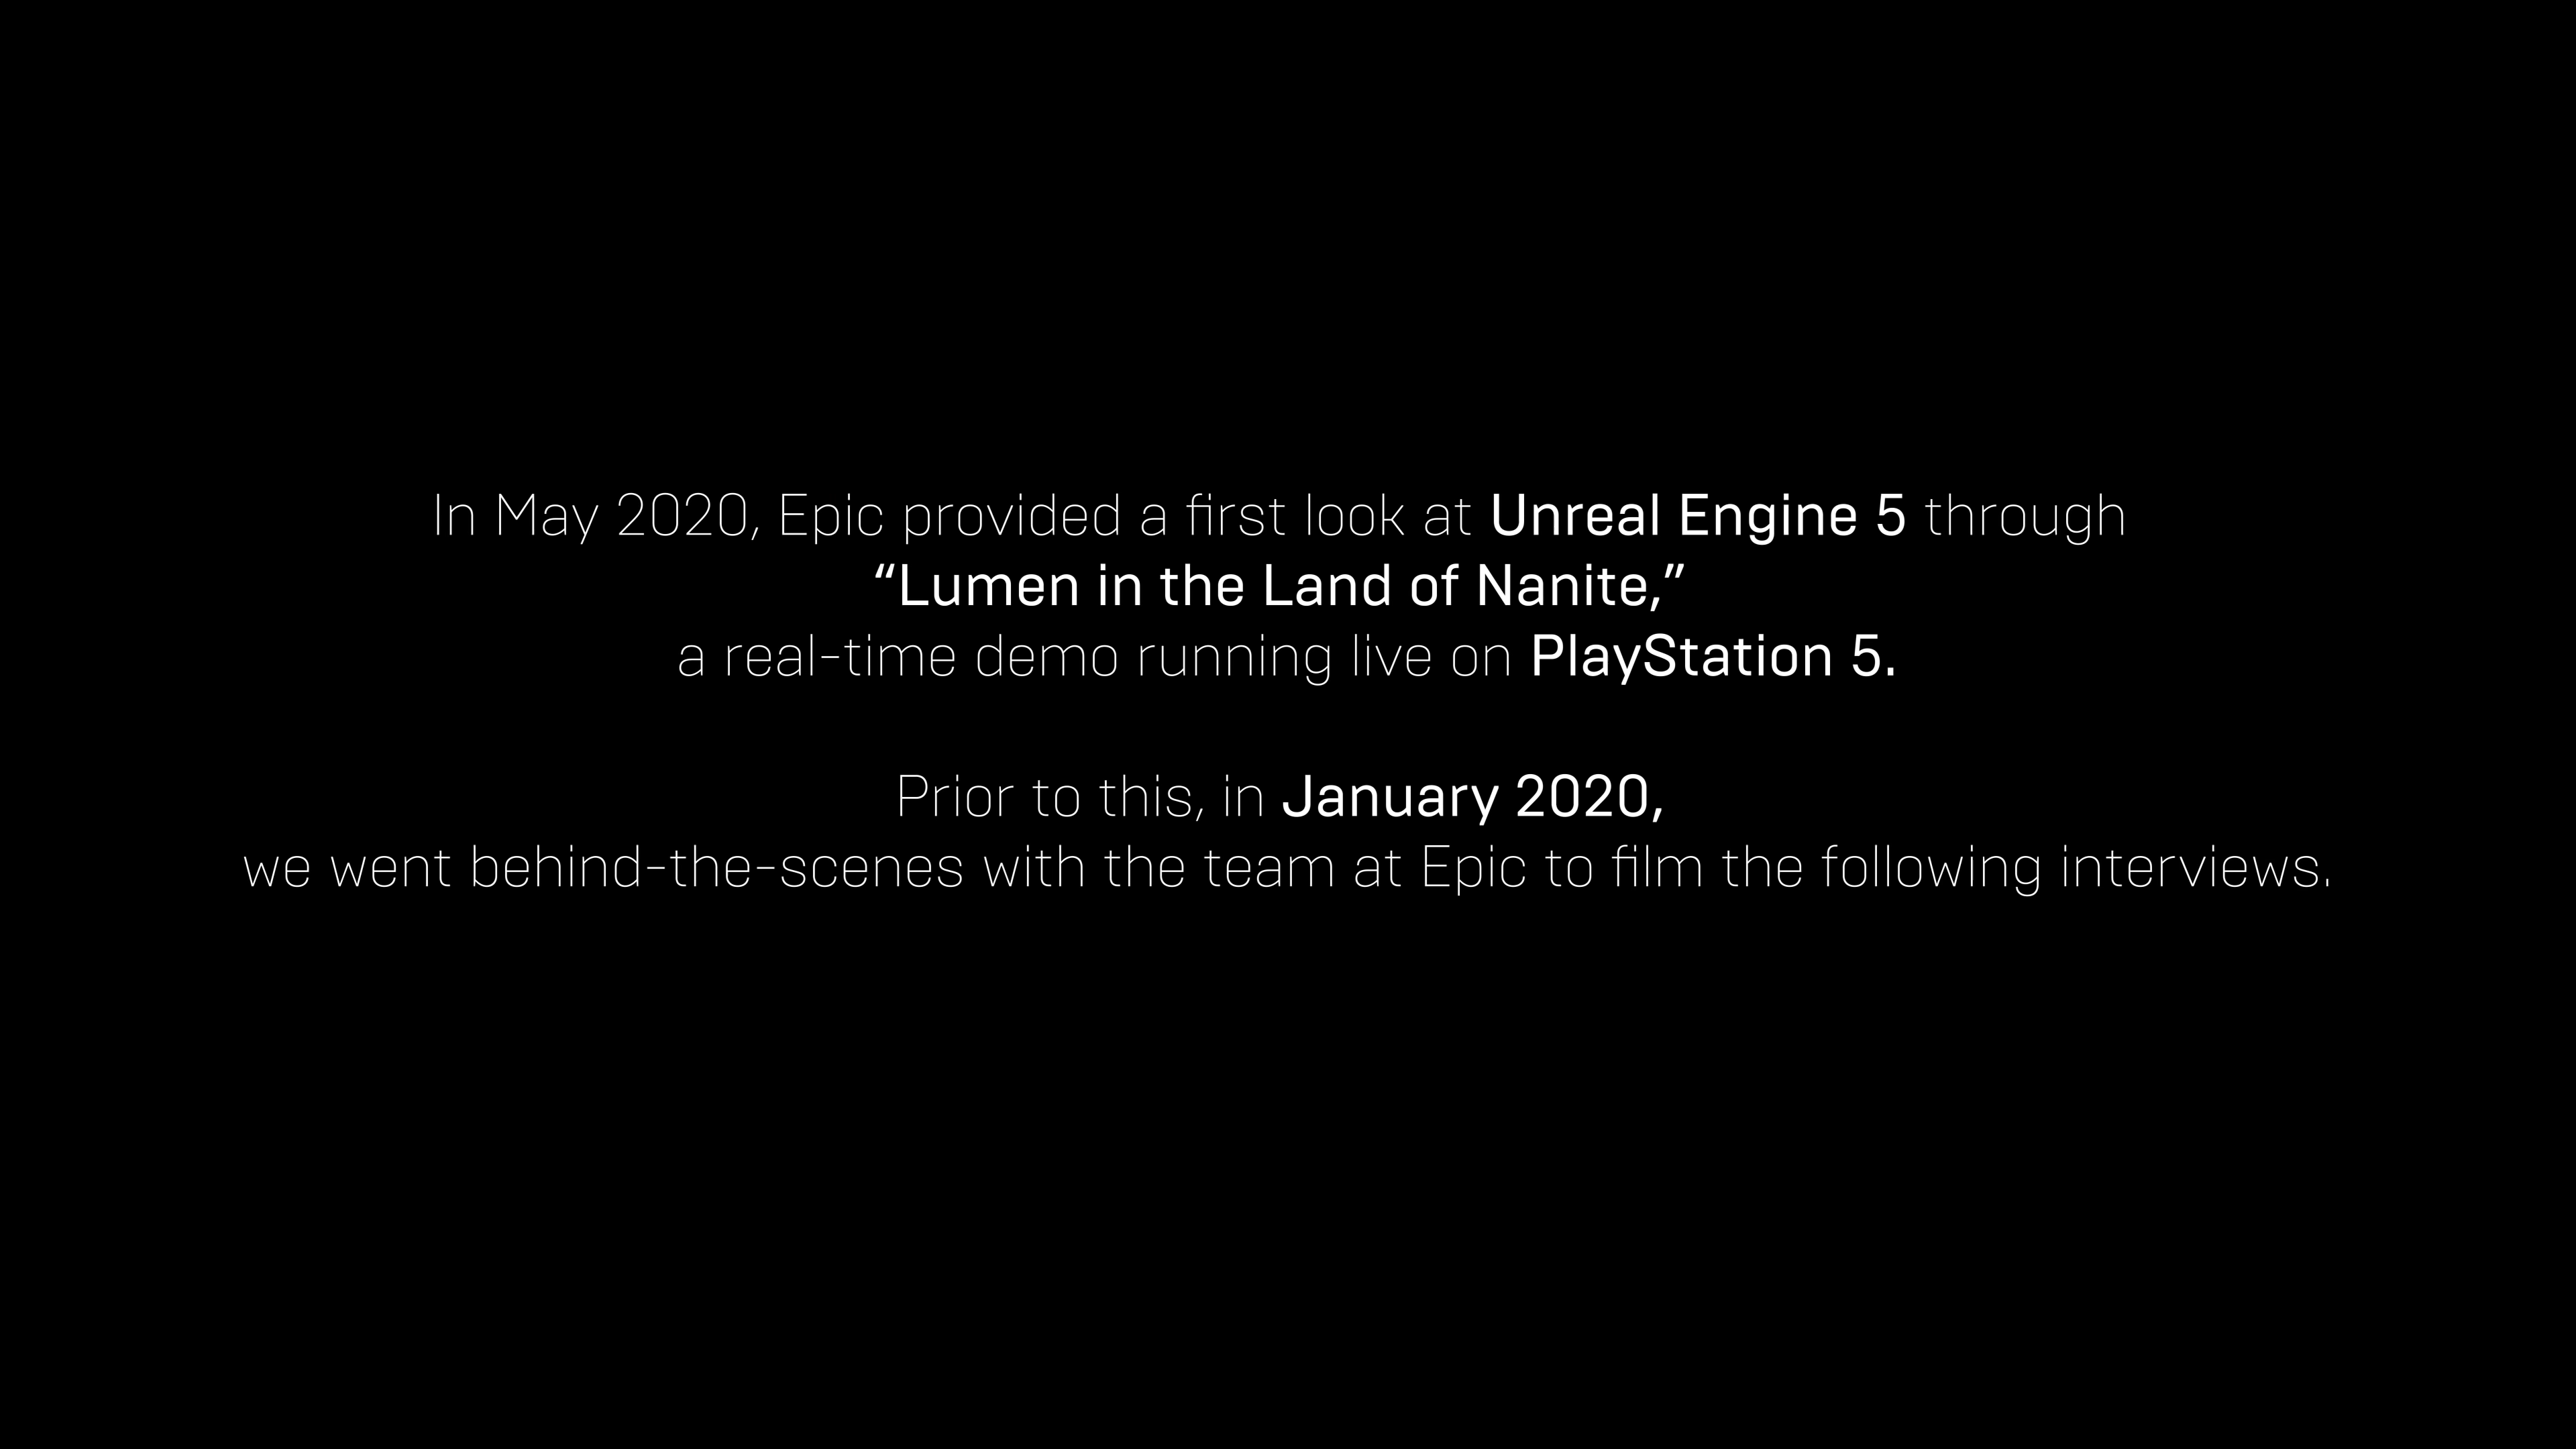 In May 2020, Epic provided a first look at Unreal Engine 5 through
“Lumen in the Land of Nanite,”
a real-time demo running live on PlayStation 5.
Prior to this, in January 2020,
we went behind-the-scenes with the team at Epic to film the following interviews.